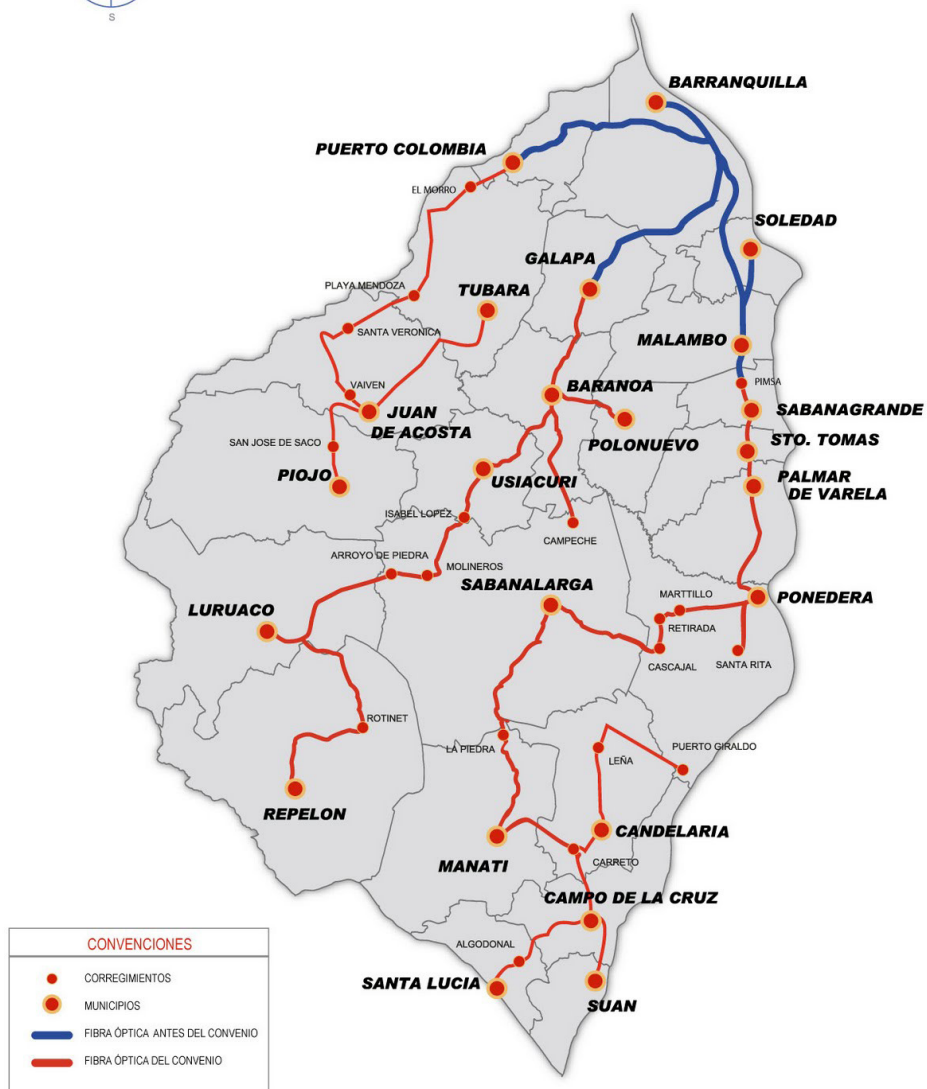 S
BARRANQUILLA
PUERTO COLOMBIA
EL MORRO
SOLEDAD
GALAPA
PLAYA MENDOZA
TUBARA
SANTA VERONICA
MALAMBO
VAIVEN
BARANOA
PIMSA
JUAN
DE ACOSTA
SABANAGRANDE
POLONUEVO
STO. TOMAS
SAN JOSE DE SACO
PIOJO
USIACURI
PALMAR
DE VARELA
ISABEL LOPEZ
CAMPECHE
ARROYO DE PIEDRA
MOLINEROS
SABANALARGA
MARTTILLO
PONEDERA
LURUACO
RETIRADA
CASCAJAL
SANTA RITA
ROTINET
LA PIEDRA
LEÑA
PUERTO GIRALDO
REPELON
CANDELARIA
MANATI
CARRETO
CAMPO DE LA CRUZ
ALGODONAL
SANTA LUCIA
SUAN
CONVENCIONES
CORREGIMIENTOS
MUNICIPIOS
FIBRA ÓPTICA ANTES DEL CONVENIO
FIBRA ÓPTICA DEL CONVENIO